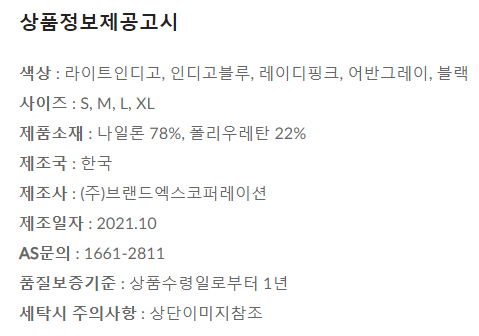 상품정보제공고시
색상 : 라이트인디고, 인디고블루, 레이디핑크, 어반그레이, 블랙
사이즈 : S, M, L, XL
제품소재 : 나일론 78%, 폴리우레탄 22%
제조국 : 한국
제조사 : (주)브랜드엑스코퍼레이션
제조일자 : 2021.10
AS문의 : 1661-2811
품질보증기준 : 상품수령일로부터 1년
세탁시 주의사항 : 상단이미지참조